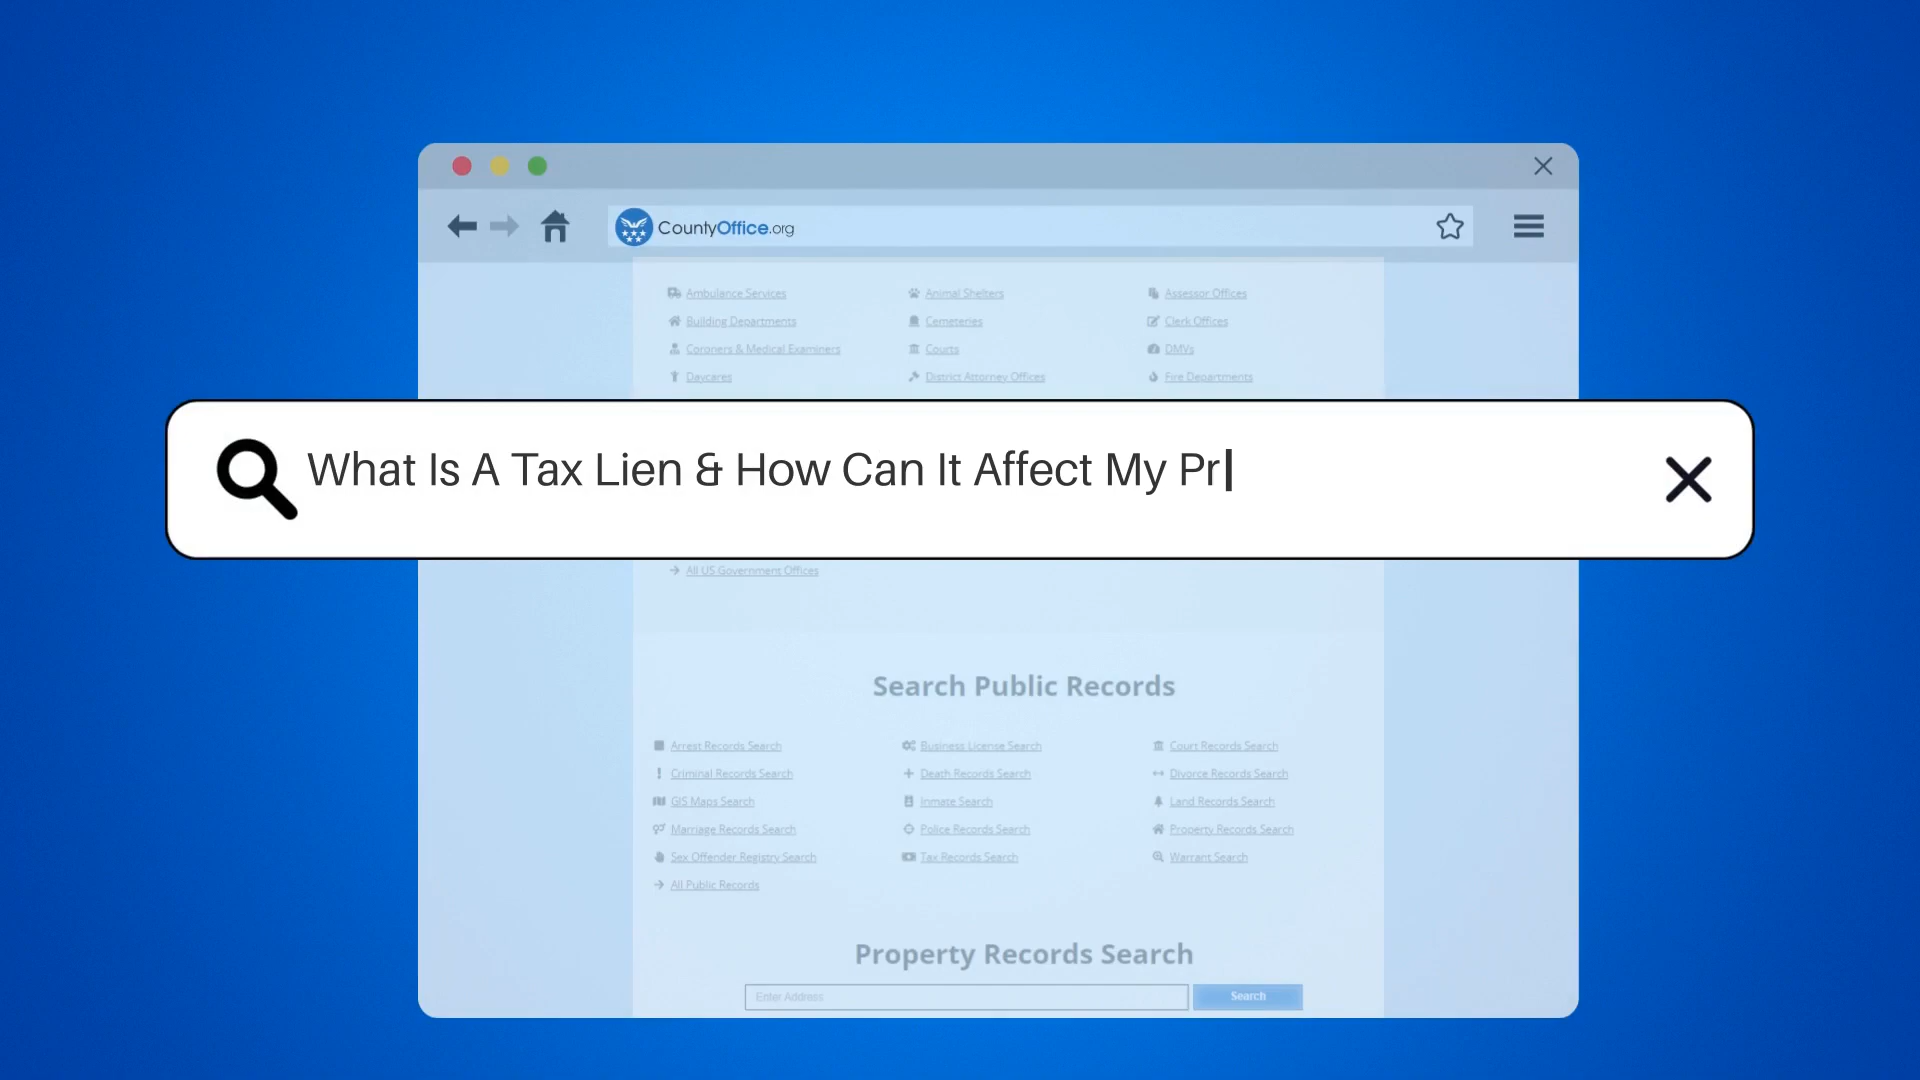 CountyOffice.org
Ambulance Services Animal Shelters Assessor Offices
Building Departments Cemeteries Clerk Offices
Coroners & Medical Examiners Courts DMVs
Daycares District Attorney Offices Fire Departments
What Is A Tax Lien & How Can It Affect My Pr
All US Government Offices
Search Public Records
Arrest Records Search Business License Search Court Records Search
Criminal Records Search Death Records Search Divorce Records Search
GIS Maps Search Inmate Search Land Records Search
Marriage Records Search Police Records Search Property Records Search
Sex Offender Registry Search Tax Records Search Warrant Search
All Public Records
Property Records Search
Enter Address Search